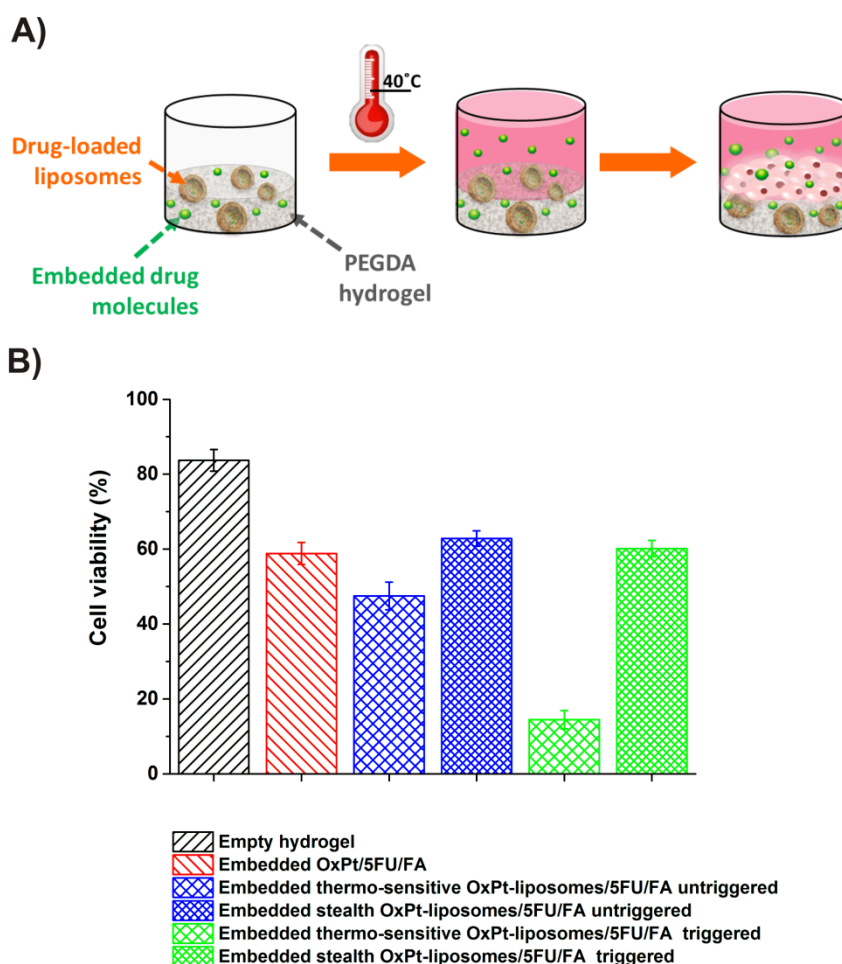 A)
40˚C
Drug-loaded
liposomes
Embedded drug
molecules
PEGDA
hydrogel
B)
Cell viability (%)
100
80
60
40
20
0
Empty hydrogel
Embedded OxPt/5FU/FA
Embedded thermo-sensitive OxPt-liposomes/5FU/FA untriggered
Embedded stealth OxPt-liposomes/5FU/FA untriggered
Embedded thermo-sensitive OxPt-liposomes/5FU/FA triggered
Embedded stealth OxPt-liposomes/5FU/FA triggered